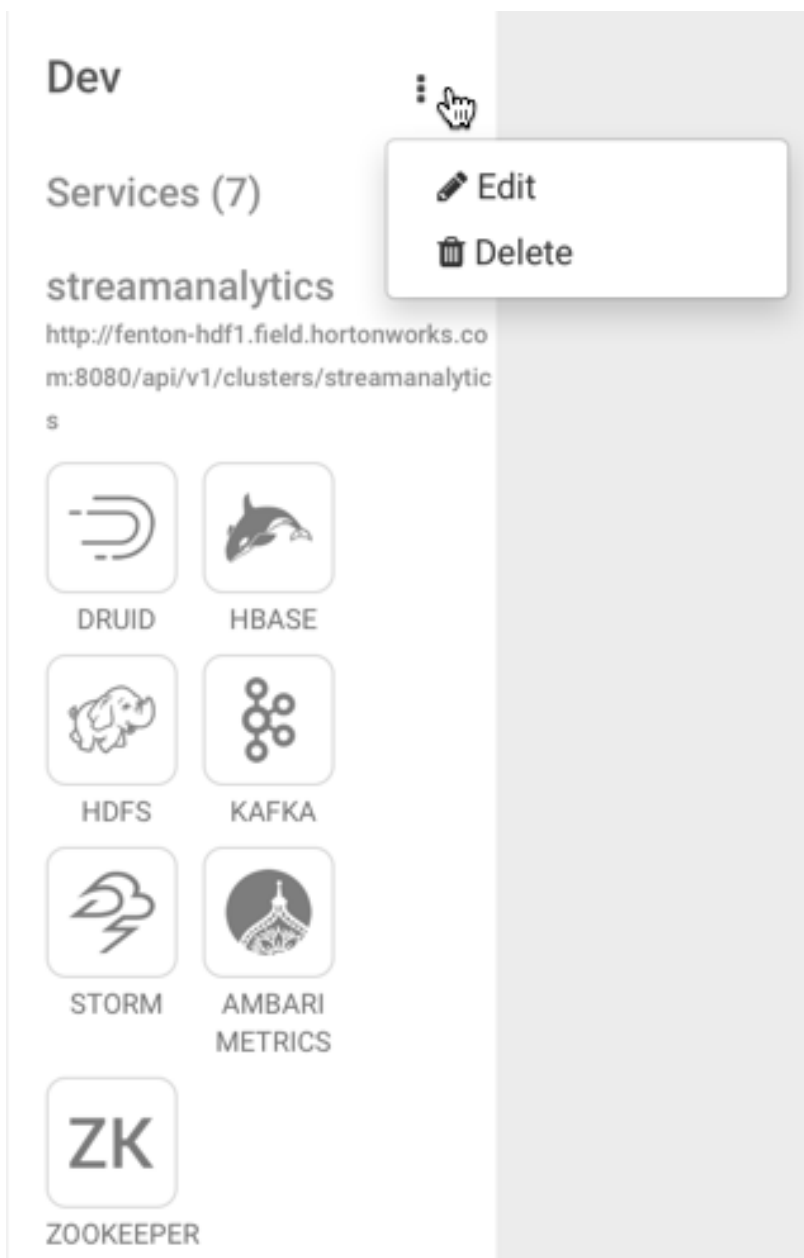 Dev
Edit
Delete
Services (7)
streamanalytics
http://fenton-hdf1.field.hortonworks.co
m:8080/api/v1/clusters/streamanalytic
s
DRUID
HBASE
HDFS
KAFKA
STORM
AMBARI
METRICS
ZK
ZOOKEEPER